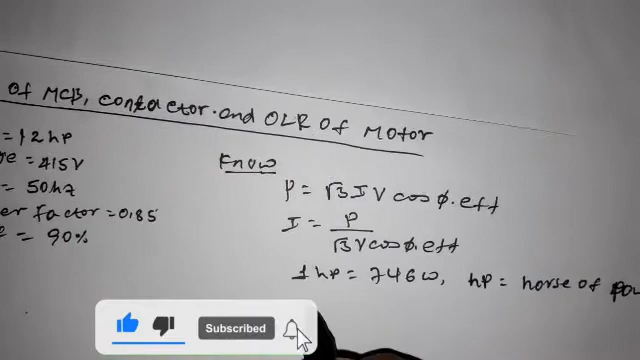 Of MCB, contactor and OLR Of Motor
= 12 hp
= 415V
= 50hz
er factor = 0.85
= 90%
Know
P = √3 I V cos φ. eff
I = P / √3 V cos φ. eff
1 hp = 746 w, hp = horse of pow
Subscribed